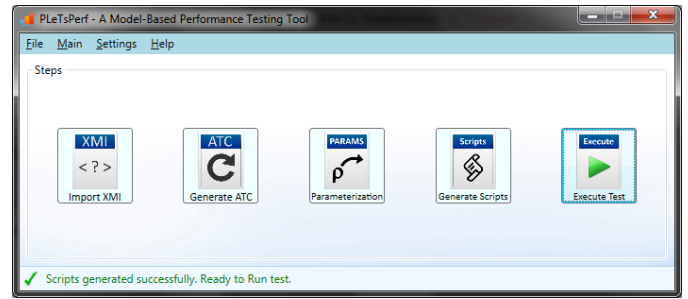 PLeTsPerf - A Model-Based Performance Testing Tool
File Main Settings Help
Steps
XMI ATC PARAMS Scripts Execute
< ? > C ρ
Import XMI Generate ATC Parameterization Generate Scripts Execute Test
Scripts generated successfully. Ready to Run test.